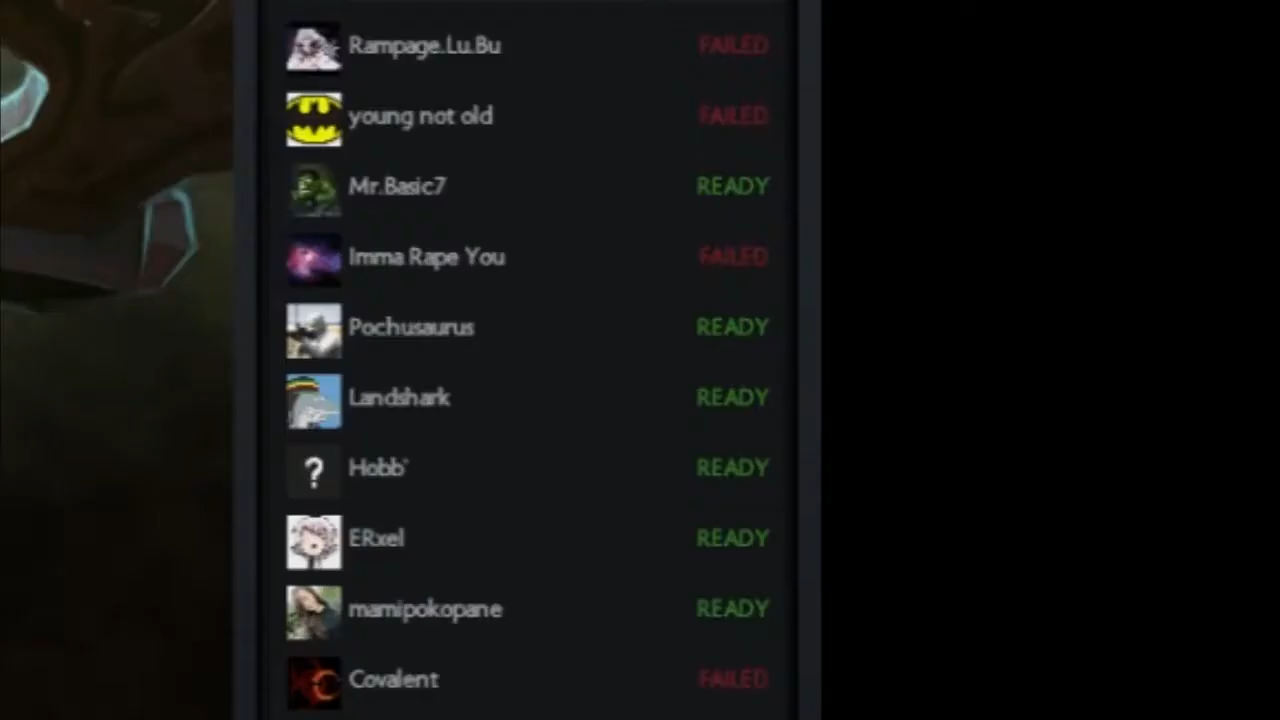 Rampage.Lu.Bu FAILED
young not old FAILED
Mr.Basic7 READY
Imma Rape You FAILED
Pochusaurus READY
Landshark READY
? Hobb` READY
ERxel READY
mamipokopane READY
Covalent FAILED